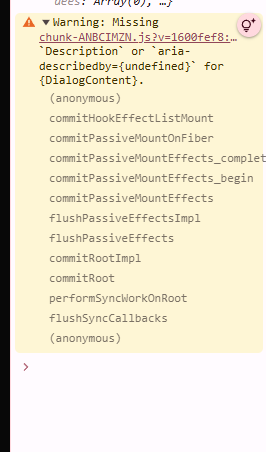 dees: Array(0), …}
▼Warning: Missing
chunk-ANBCIMZN.js?v=1600fef8:…
`Description` or `aria-
describedby={undefined}` for
{DialogContent}.
(anonymous)
commitHookEffectListMount
commitPassiveMountOnFiber
commitPassiveMountEffects_complet
commitPassiveMountEffects_begin
commitPassiveMountEffects
flushPassiveEffectsImpl
flushPassiveEffects
commitRootImpl
commitRoot
performSyncWorkOnRoot
flushSyncCallbacks
(anonymous)
>